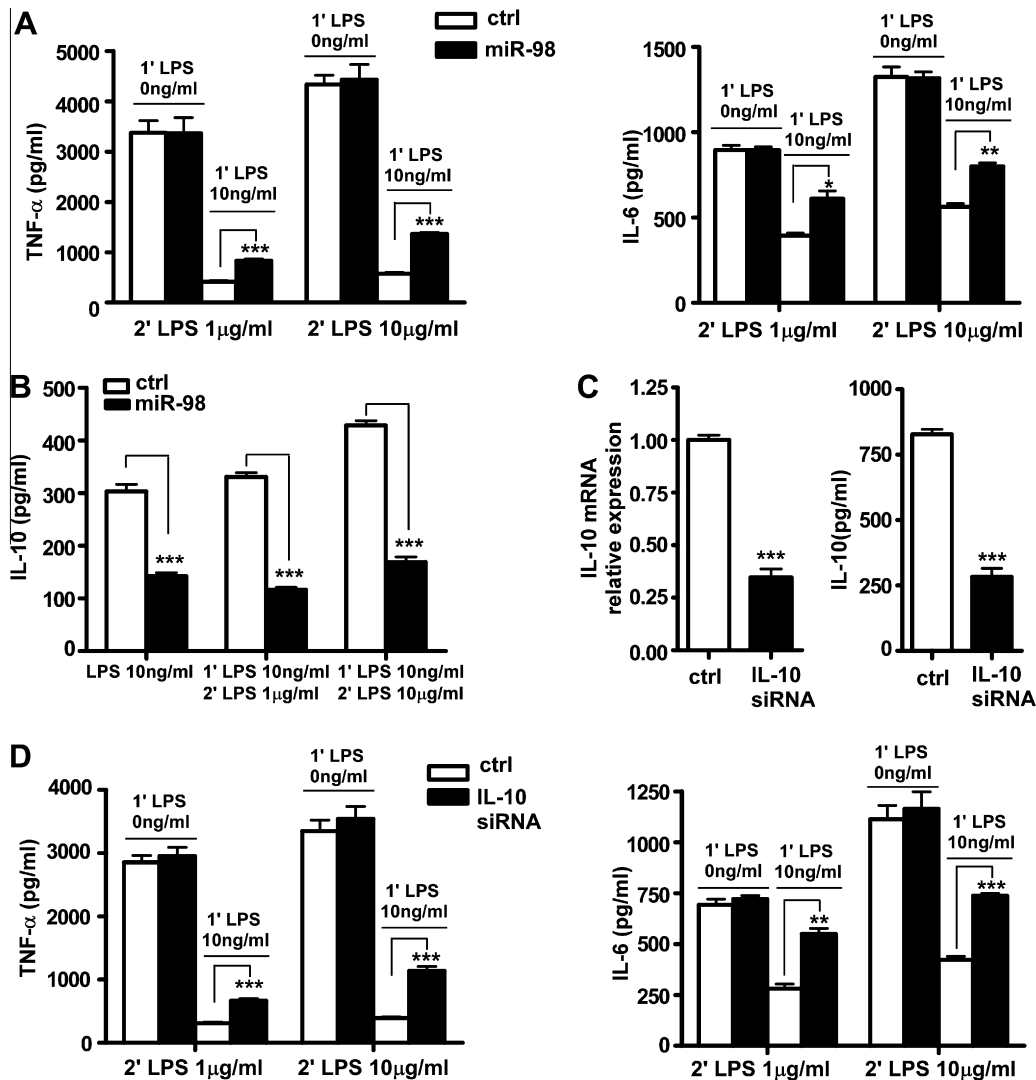 A
1' LPS
0ng/ml
ctrl
miR-98
5000
4000
3000
2000
1000
0
TNF-α (pg/ml)
1' LPS
0ng/ml
1' LPS
10ng/ml
***
1' LPS
10ng/ml
***
2' LPS 1μg/ml
2' LPS 10μg/ml
1500
1000
500
0
IL-6 (pg/ml)
1' LPS
0ng/ml
1' LPS
10ng/ml
*
1' LPS
0ng/ml
1' LPS
10ng/ml
**
2' LPS 1μg/ml
2' LPS 10μg/ml
B
ctrl
miR-98
500
400
300
200
100
0
IL-10 (pg/ml)
***
***
***
LPS 10ng/ml
1' LPS 10ng/ml
2' LPS 1μg/ml
1' LPS 10ng/ml
2' LPS 10μg/ml
C
1.25
1.00
0.75
0.50
0.25
0.00
IL-10 mRNA
relative expression
***
ctrl
IL-10
siRNA
1000
750
500
250
0
IL-10(pg/ml)
***
ctrl
IL-10
siRNA
D
1' LPS
0ng/ml
ctrl
IL-10
siRNA
4000
3000
2000
1000
0
TNF-α (pg/ml)
1' LPS
0ng/ml
1' LPS
10ng/ml
***
1' LPS
10ng/ml
***
2' LPS 1μg/ml
2' LPS 10μg/ml
1250
1000
750
500
250
0
IL-6 (pg/ml)
1' LPS
0ng/ml
1' LPS
10ng/ml
**
1' LPS
0ng/ml
1' LPS
10ng/ml
***
2' LPS 1μg/ml
2' LPS 10μg/ml